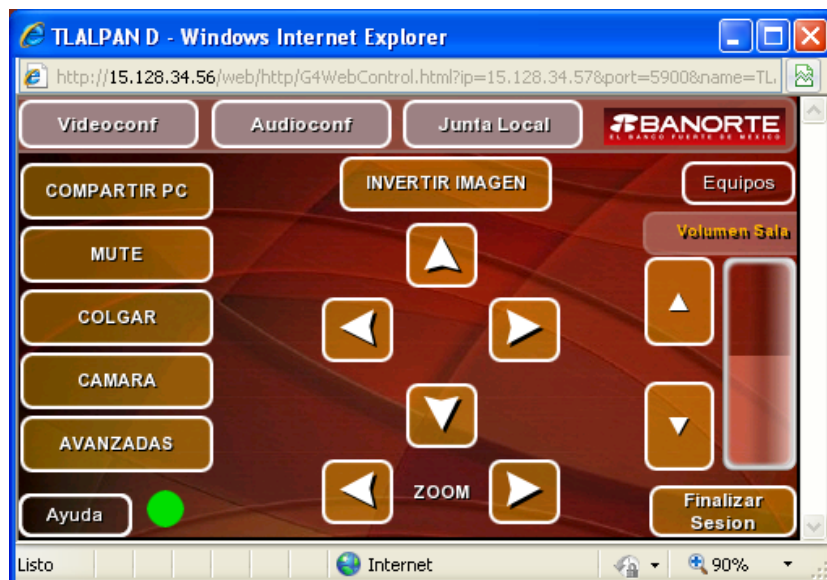 TLALPAN D - Windows Internet Explorer
http://15.128.34.56/web/http/G4WebControl.html?ip=15.128.34.57&port=5900&name=TL
Videoconf
Audioconf
Junta Local
BANORTE
EL BANCO FUERTE DE MEXICO
COMPARTIR PC
INVERTIR IMAGEN
Equipos
Volumen Sala
MUTE
COLGAR
CAMARA
AVANZADAS
ZOOM
Ayuda
Finalizar
Sesion
Listo
Internet
90%